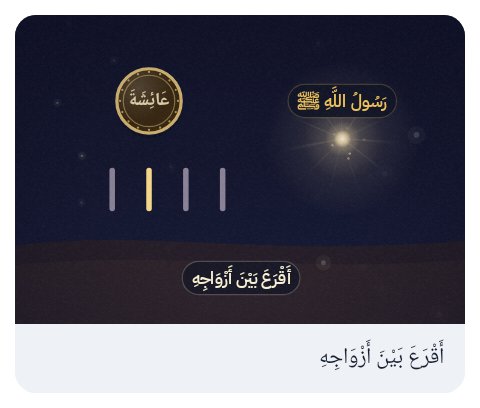 عَائِشَةَ
رَسُولُ اللَّهِ ﷺ
أَقْرَعَ بَيْنَ أَزْوَاجِهِ
أَقْرَعَ بَيْنَ أَزْوَاجِهِ